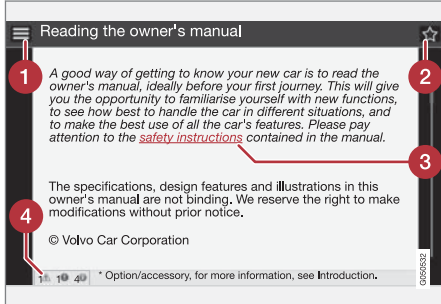 Reading the owner's manual
1
2
A good way of getting to know your new car is to read the
owner's manual, ideally before your first journey. This will give
you the opportunity to familiarise yourself with new functions,
to see how best to handle the car in different situations, and
to make the best use of all the car's features. Please pay
attention to the safety instructions contained in the manual.
3
The specifications, design features and illustrations in this
owner's manual are not binding. We reserve the right to make
modifications without prior notice.
4
© Volvo Car Corporation
1 1 4 * Option/accessory, for more information, see Introduction.
G050532